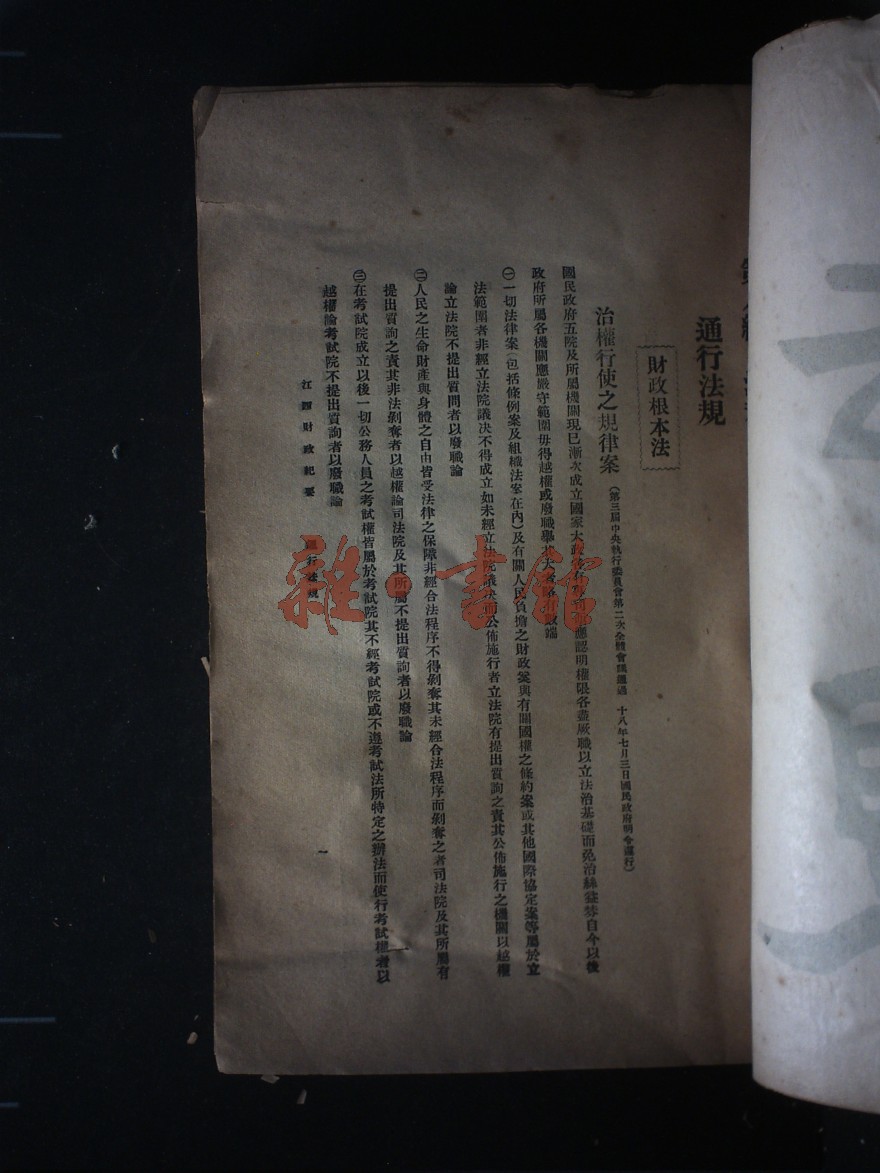 通行法規
財政根本法
治權行使之規律案(第三屆中央執行委員會第二次全體會議通過 十八年七月三日國民政府明令遵行)
國民政府五院及所屬機關現已漸次成立國家大政應認明權限各盡厥職以立法治基礎而免治絲益棼自今以後
政府所屬各機關應嚴守範圍毋得越權或廢職舉其大者略有數端
㊀一切法律案(包括條例案及組織法案在內)及有關人民負擔之財政案與有關國權之條約案或其他國際協定案等屬於立
法範圍者非經立法院議決不得成立如未經立法院議決而公佈施行者立法院有提出質詢之責其公佈施行之機關以越權
論立法院不提出質問者以廢職論
㊁人民之生命財產與身體之自由皆受法律之保障非經合法程序不得剝奪其未經合法程序而剝奪之者司法院及其所屬有
提出質詢之責其非法剝奪者以越權論司法院及其所屬不提出質詢者以廢職論
㊂在考試院成立以後一切公務人員之考試權皆屬於考試院其不經考試院或不遵考試法所特定之辦法而使行考試權者以
越權論考試院不提出質詢者以廢職論
江西財政紀要 通行法規
一
雜·書館